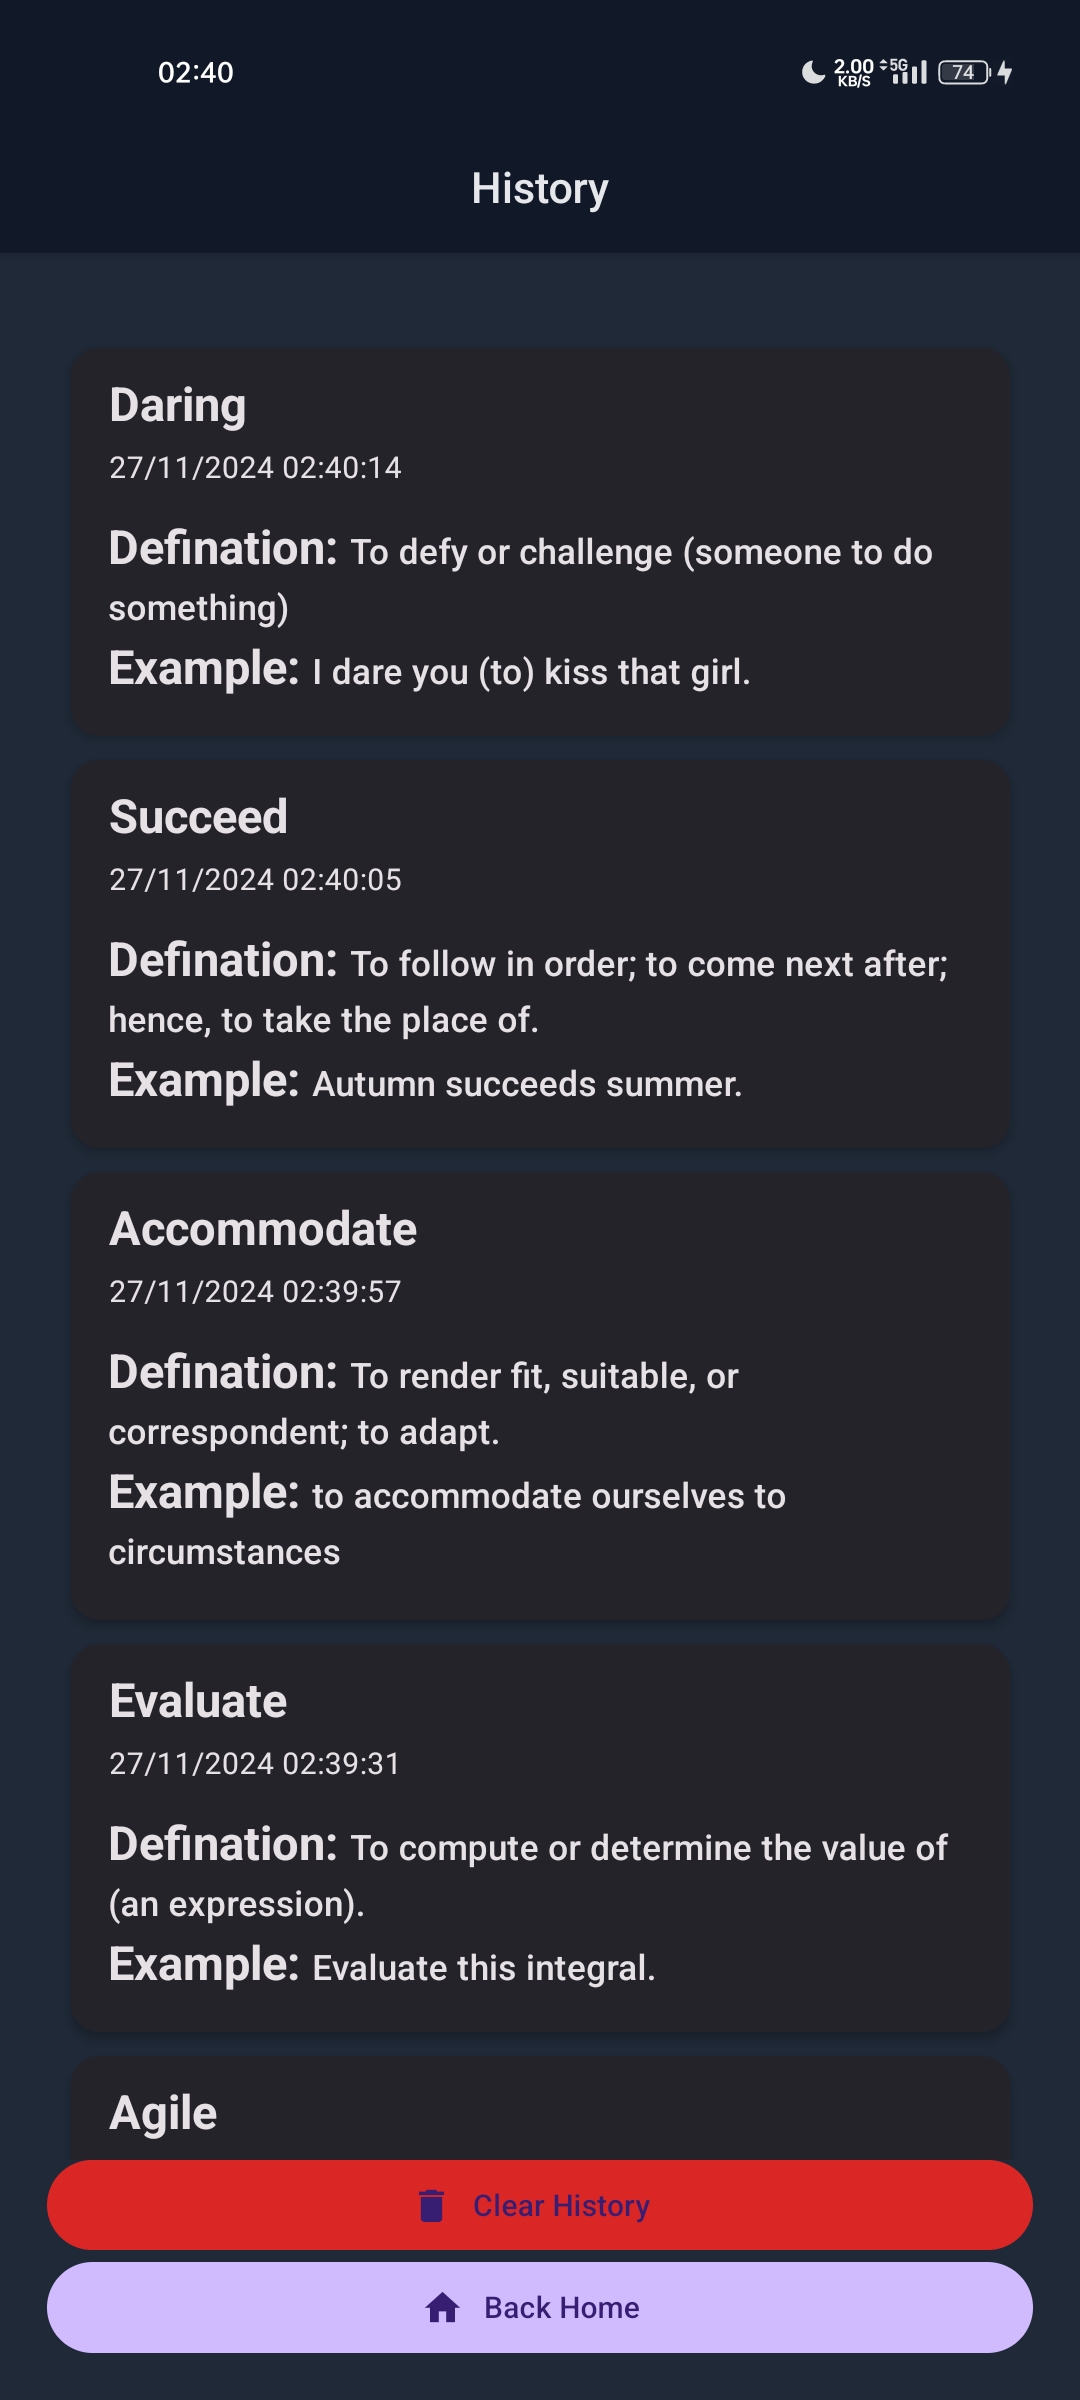 02:40
2.00 KB/S 5G 74
History
Daring
27/11/2024 02:40:14
Defination: To defy or challenge (someone to do
something)
Example: I dare you (to) kiss that girl.
Succeed
27/11/2024 02:40:05
Defination: To follow in order; to come next after;
hence, to take the place of.
Example: Autumn succeeds summer.
Accommodate
27/11/2024 02:39:57
Defination: To render fit, suitable, or
correspondent; to adapt.
Example: to accommodate ourselves to
circumstances
Evaluate
27/11/2024 02:39:31
Defination: To compute or determine the value of
(an expression).
Example: Evaluate this integral.
Agile
Clear History
Back Home